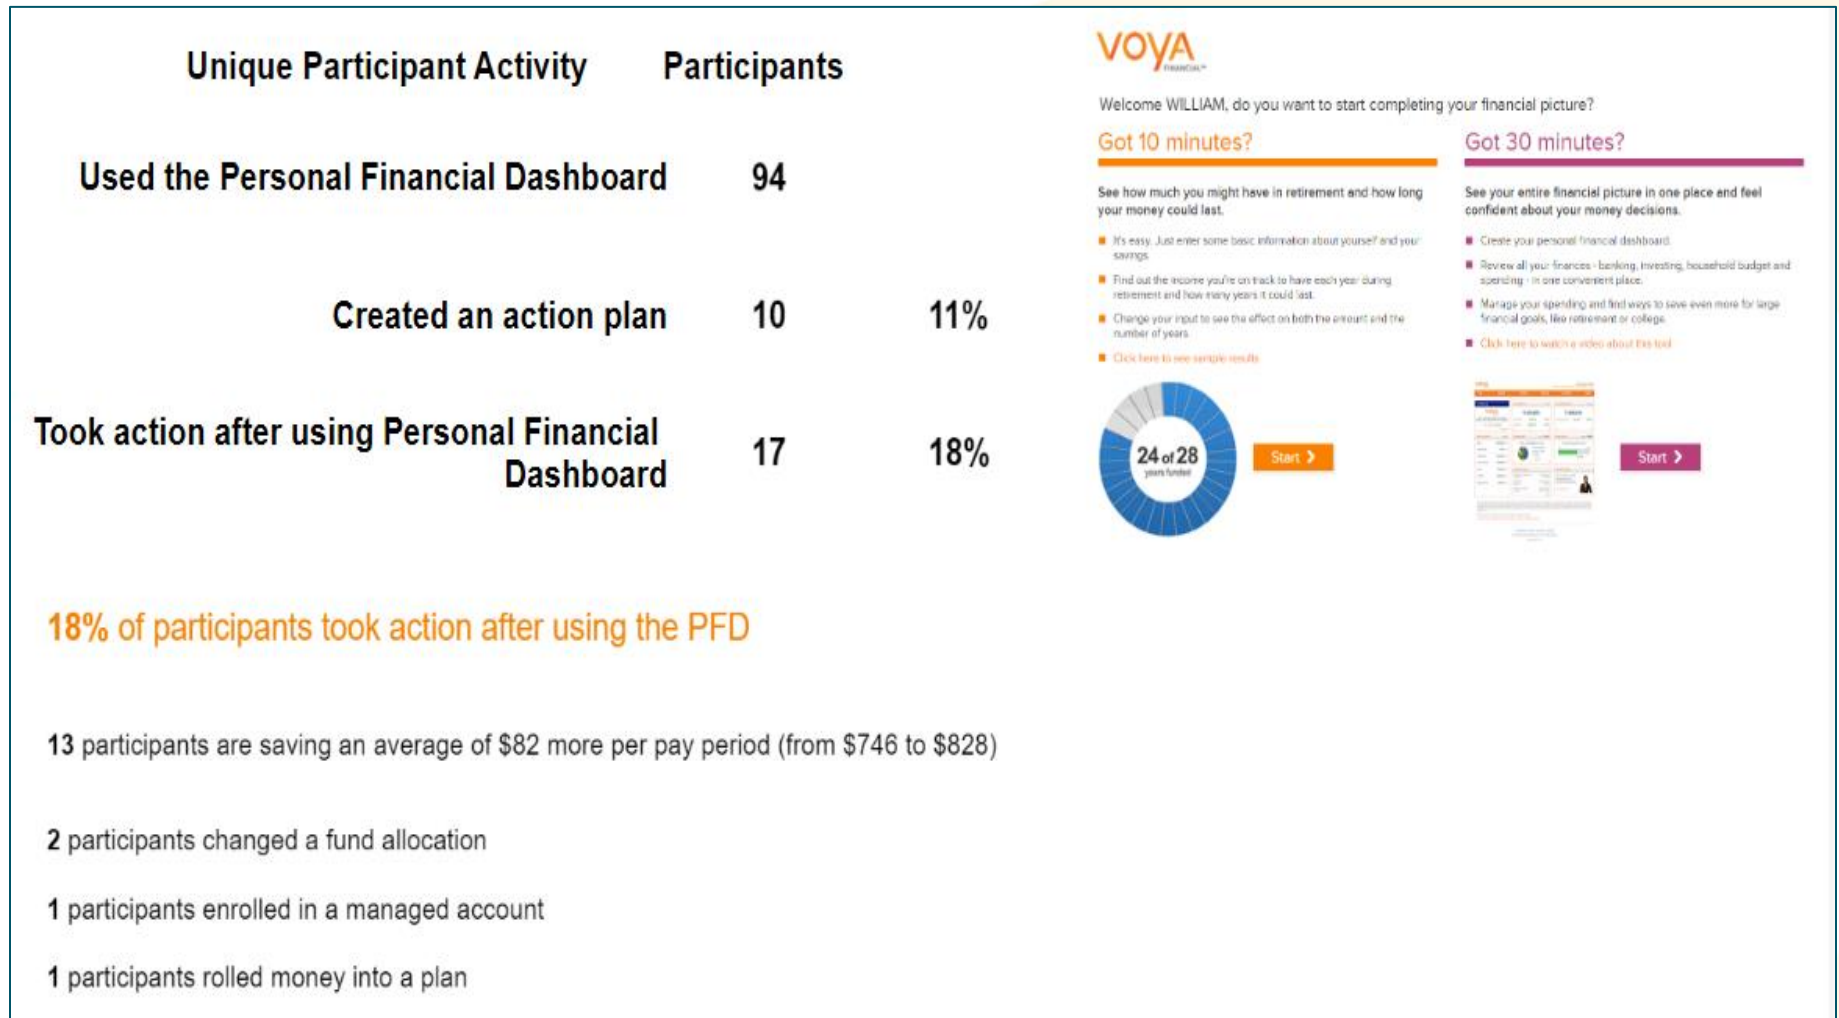 Unique Participant Activity Participants
Used the Personal Financial Dashboard 94
Created an action plan 10 11%
Took action after using Personal Financial
Dashboard 17 18%
18% of participants took action after using the PFD
13 participants are saving an average of $82 more per pay period (from $746 to $828)
2 participants changed a fund allocation
1 participants enrolled in a managed account
1 participants rolled money into a plan
VOYA
FINANCIAL
Welcome WILLIAM, do you want to start completing your financial picture?
Got 10 minutes?
See how much you might have in retirement and how long
your money could last.
It's easy. Just enter some basic information about yourself and your
savings.
Find out the income you're on track to have each year during
retirement and how many years it could last.
Change your input to see the effect on both the amount and the
number of years.
Click here to see sample results
24 of 28
years funded
Start
Got 30 minutes?
See your entire financial picture in one place and feel
confident about your money decisions.
Create your personal financial dashboard.
Review all your finances - banking, investing, household budget and
spending - in one convenient place.
Manage your spending and find ways to save even more for large
financial goals, like retirement or college.
Click here to watch a video about this tool
Start